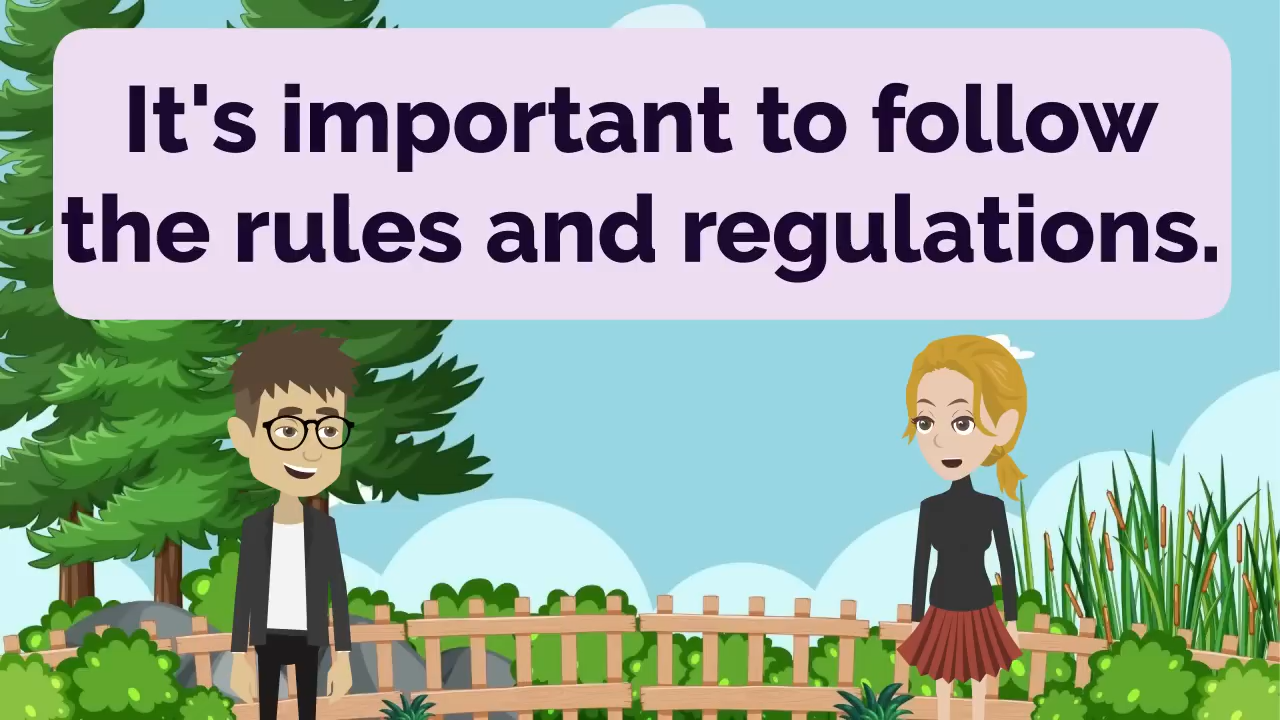 It's important to follow
the rules and regulations.